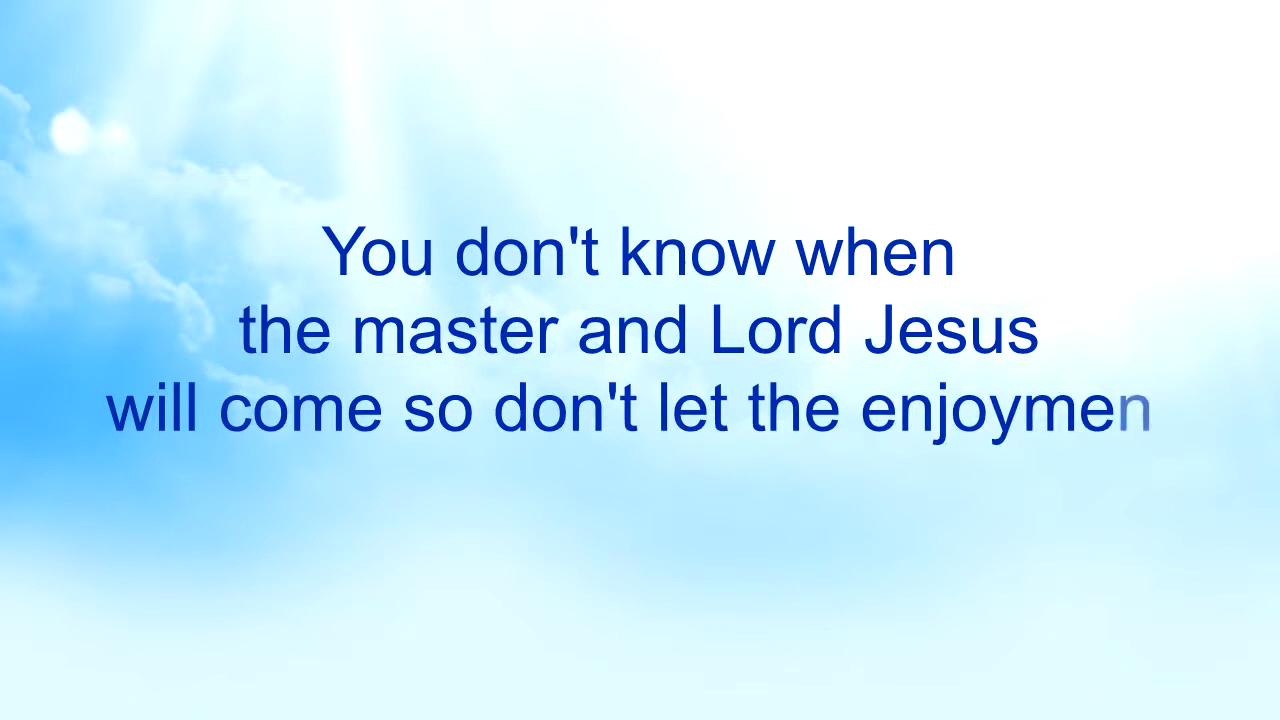 You don't know when
the master and Lord Jesus
will come so don't let the enjoymen